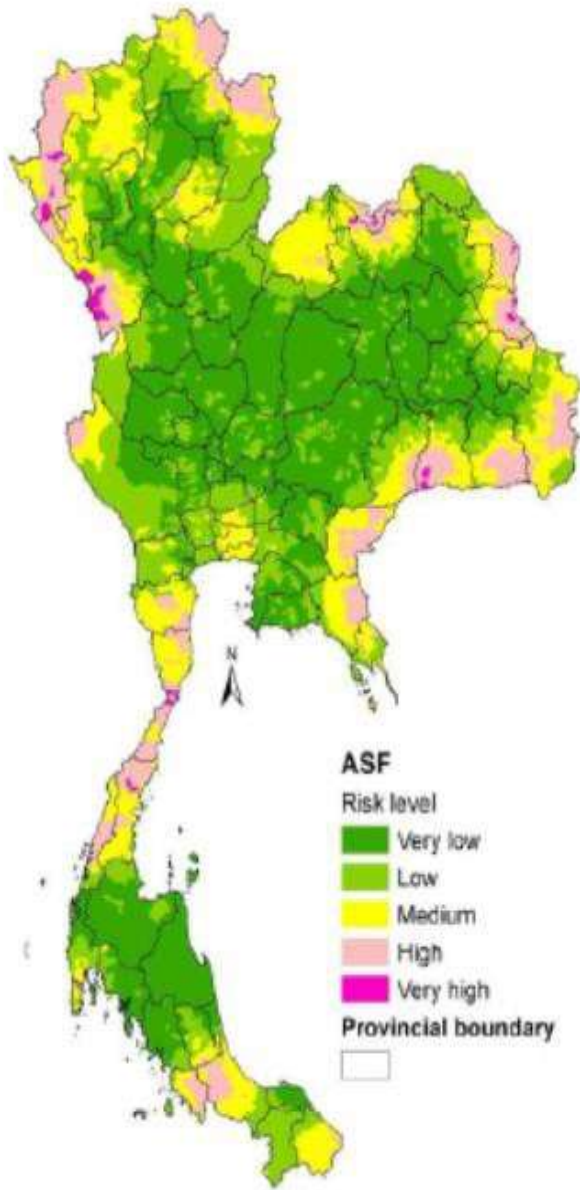 N
ASF
Risk level
Very low
Low
Medium
High
Very high
Provincial boundary